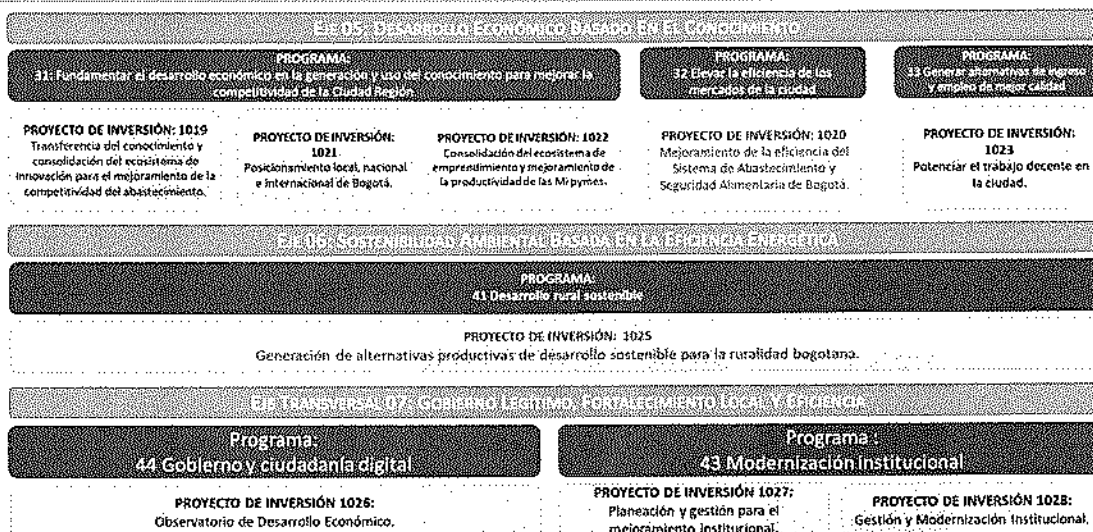 EJE 05: DESARROLLO ECONÓMICO BASADO EN EL CONOCIMIENTO
PROGRAMA:
31: Fundamentar el desarrollo económico en la generación y uso del conocimiento para mejorar la
competitividad de la Ciudad Región.
PROGRAMA:
32 Elevar la eficiencia de los
mercados de la ciudad
PROGRAMA:
33 Generar alternativas de ingreso
y empleo de mejor calidad
PROYECTO DE INVERSIÓN: 1019
Transferencia del conocimiento y
consolidación del ecosistema de
innovación para el mejoramiento de la
competitividad del abastecimiento.
PROYECTO DE INVERSIÓN:
1021
Posicionamiento local, nacional
e internacional de Bogotá.
PROYECTO DE INVERSIÓN: 1022
Consolidación del ecosistema de
emprendimiento y mejoramiento de
la productividad de las Mipymes.
PROYECTO DE INVERSIÓN: 1020
Mejoramiento de la eficiencia del
Sistema de Abastecimiento y
Seguridad Alimentaria de Bogotá.
PROYECTO DE INVERSIÓN:
1023
Potenciar el trabajo decente en
la ciudad.
EJE 06: SOSTENIBILIDAD AMBIENTAL BASADA EN LA EFICIENCIA ENERGÉTICA
PROGRAMA:
41 Desarrollo rural sostenible
PROYECTO DE INVERSIÓN: 1025
Generación de alternativas productivas de desarrollo sostenible para la ruralidad bogotana.
EJE TRANSVERSAL 07: GOBIERNO LEGÍTIMO, FORTALECIMIENTO LOCAL Y EFICIENCIA
Programa:
44 Gobierno y ciudadanía digital
Programa :
43 Modernización Institucional
PROYECTO DE INVERSIÓN 1026:
Observatorio de Desarrollo Económico.
PROYECTO DE INVERSIÓN 1027:
Planeación y gestión para el
mejoramiento institucional.
PROYECTO DE INVERSIÓN 1028:
Gestión y Modernización Institucional.